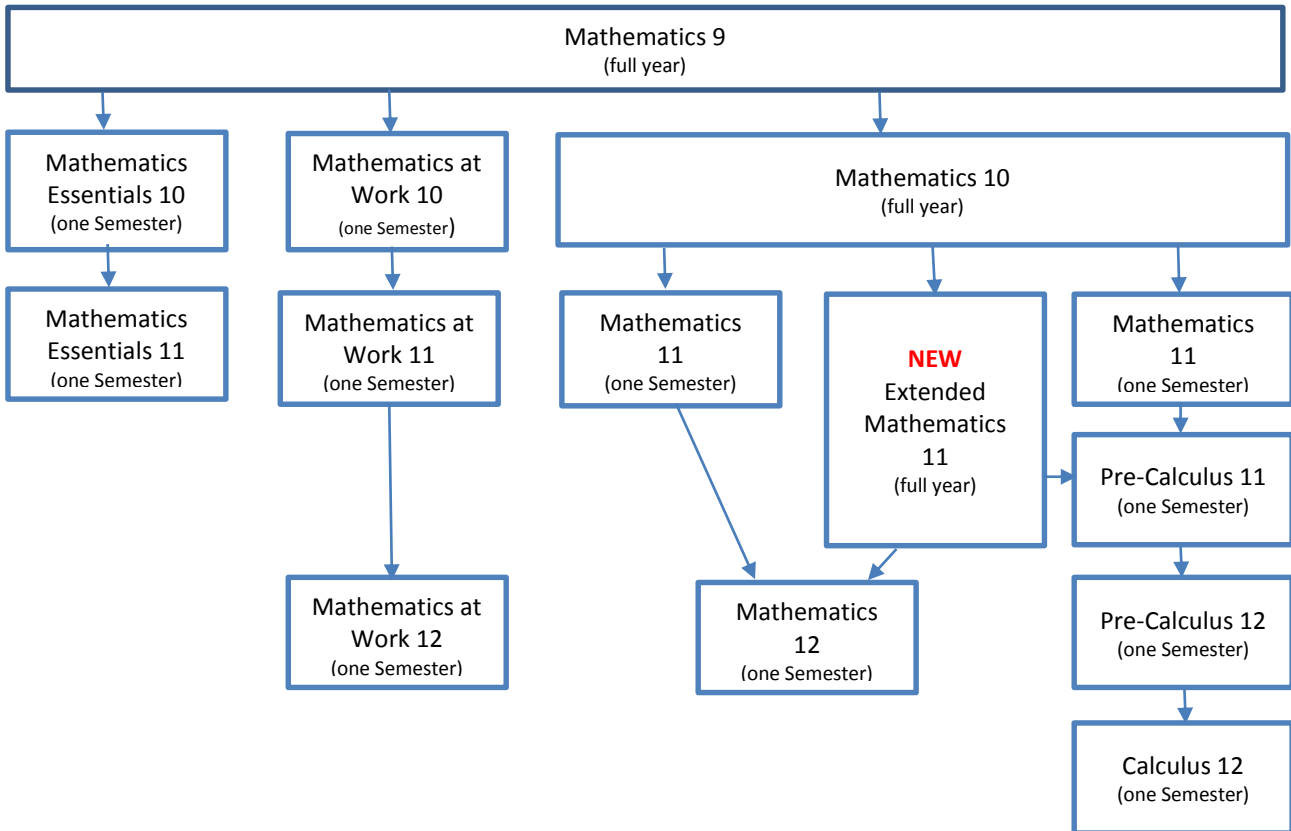 Mathematics 9
(full year)
Mathematics
Essentials 10
(one Semester)
Mathematics at
Work 10
(one Semester)
Mathematics 10
(full year)
Mathematics
Essentials 11
(one Semester)
Mathematics at
Work 11
(one Semester)
Mathematics
11
(one Semester)
NEW
Extended
Mathematics
11
(full year)
Mathematics
11
(one Semester)
Pre-Calculus 11
(one Semester)
Mathematics at
Work 12
(one Semester)
Mathematics
12
(one Semester)
Pre-Calculus 12
(one Semester)
Calculus 12
(one Semester)